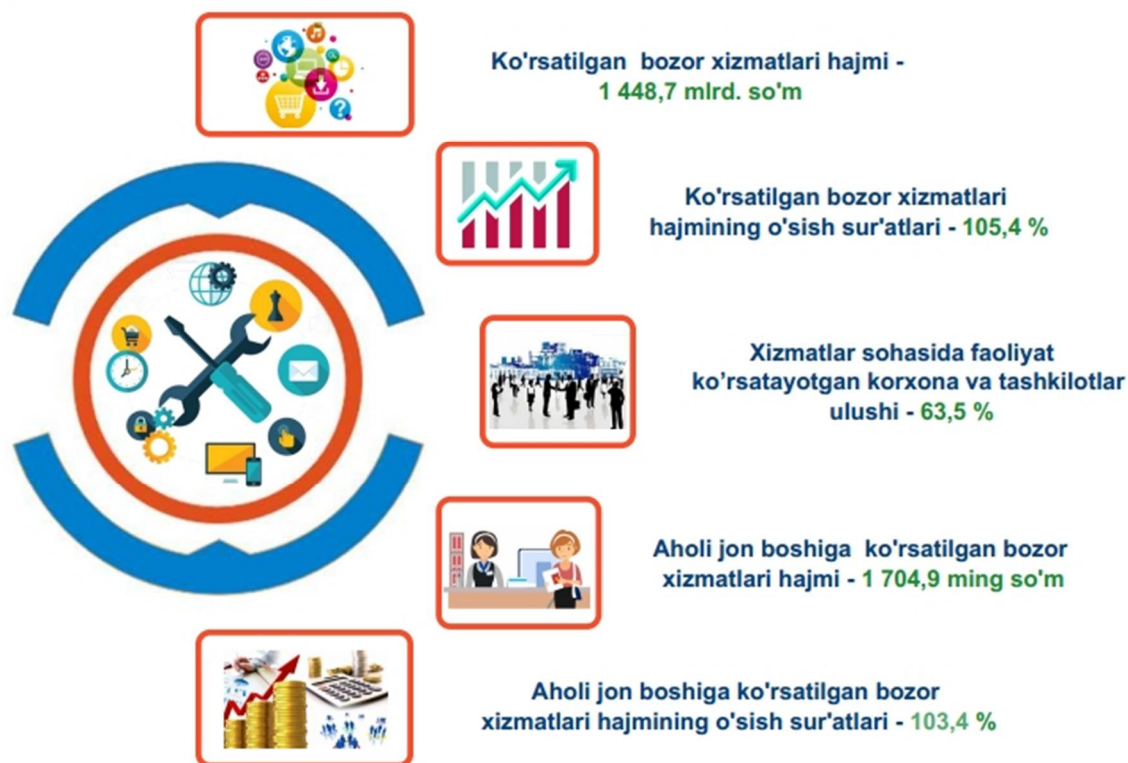 Ko'rsatilgan bozor xizmatlari hajmi -
1 448,7 mlrd. so'm
Ko'rsatilgan bozor xizmatlari
hajmining o'sish sur'atlari - 105,4 %
Xizmatlar sohasida faoliyat
ko’rsatayotgan korxona va tashkilotlar
ulushi - 63,5 %
Aholi jon boshiga ko'rsatilgan bozor
xizmatlari hajmi - 1 704,9 ming so'm
Aholi jon boshiga ko'rsatilgan bozor
xizmatlari hajmining o'sish sur'atlari - 103,4 %